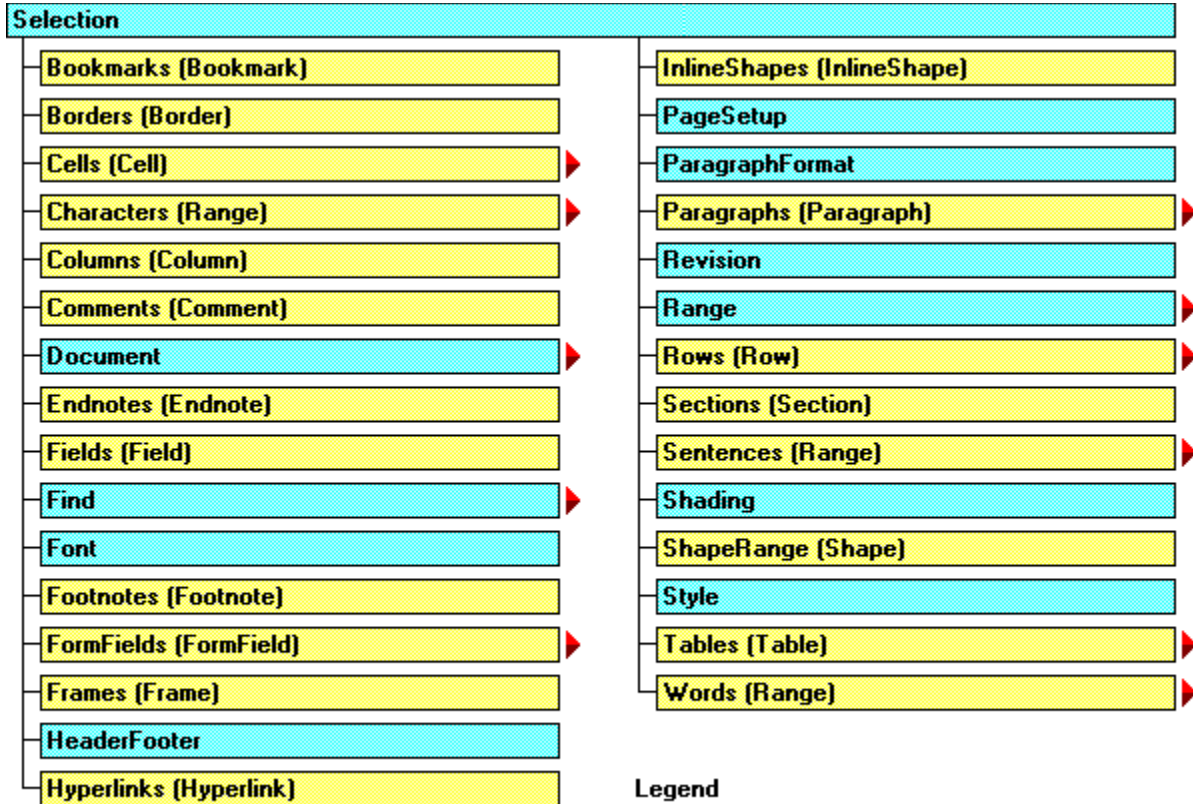 Selection
Bookmarks (Bookmark)
Borders (Border)
Cells (Cell)
Characters (Range)
Columns (Column)
Comments (Comment)
Document
Endnotes (Endnote)
Fields (Field)
Find
Font
Footnotes (Footnote)
FormFields (FormField)
Frames (Frame)
HeaderFooter
Hyperlinks (Hyperlink)
InlineShapes (InlineShape)
PageSetup
ParagraphFormat
Paragraphs (Paragraph)
Revision
Range
Rows (Row)
Sections (Section)
Sentences (Range)
Shading
ShapeRange (Shape)
Style
Tables (Table)
Words (Range)
Legend